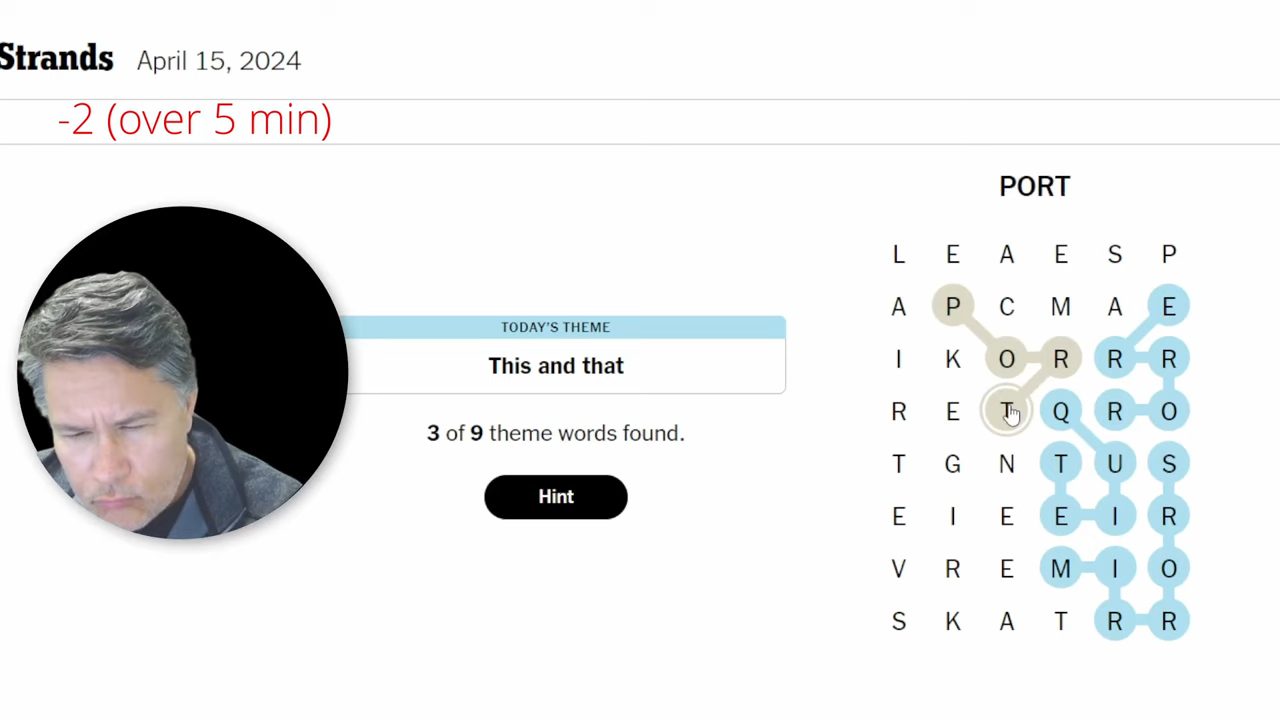 Strands April 15, 2024
-2 (over 5 min)
PORT
L E A E S P
A P C M A E
I K O R R R
R E T Q R O
T G N T U S
E I E E I R
V R E M I O
S K A T R R
TODAY'S THEME
This and that
3 of 9 theme words found.
Hint